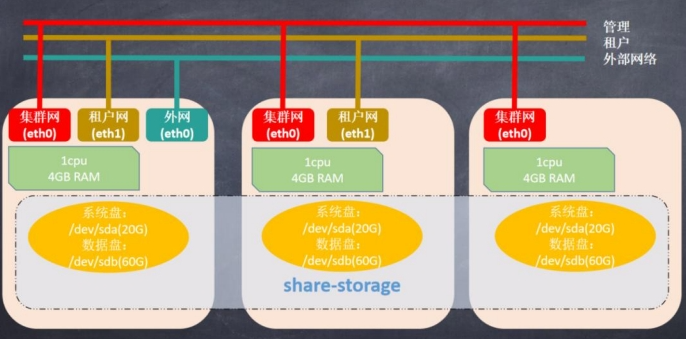 管理
租户
外部网络
集群网
(eth0)
租户网
(eth1)
外网
(eth0)
集群网
(eth0)
租户网
(eth1)
集群网
(eth0)
1cpu
4GB RAM
1cpu
4GB RAM
1cpu
4GB RAM
系统盘：
/dev/sda(20G)
数据盘：
/dev/sdb(60G)
系统盘：
/dev/sda(20G)
数据盘：
/dev/sdb(60G)
系统盘：
/dev/sda(20G)
数据盘：
/dev/sdb(60G)
share-storage